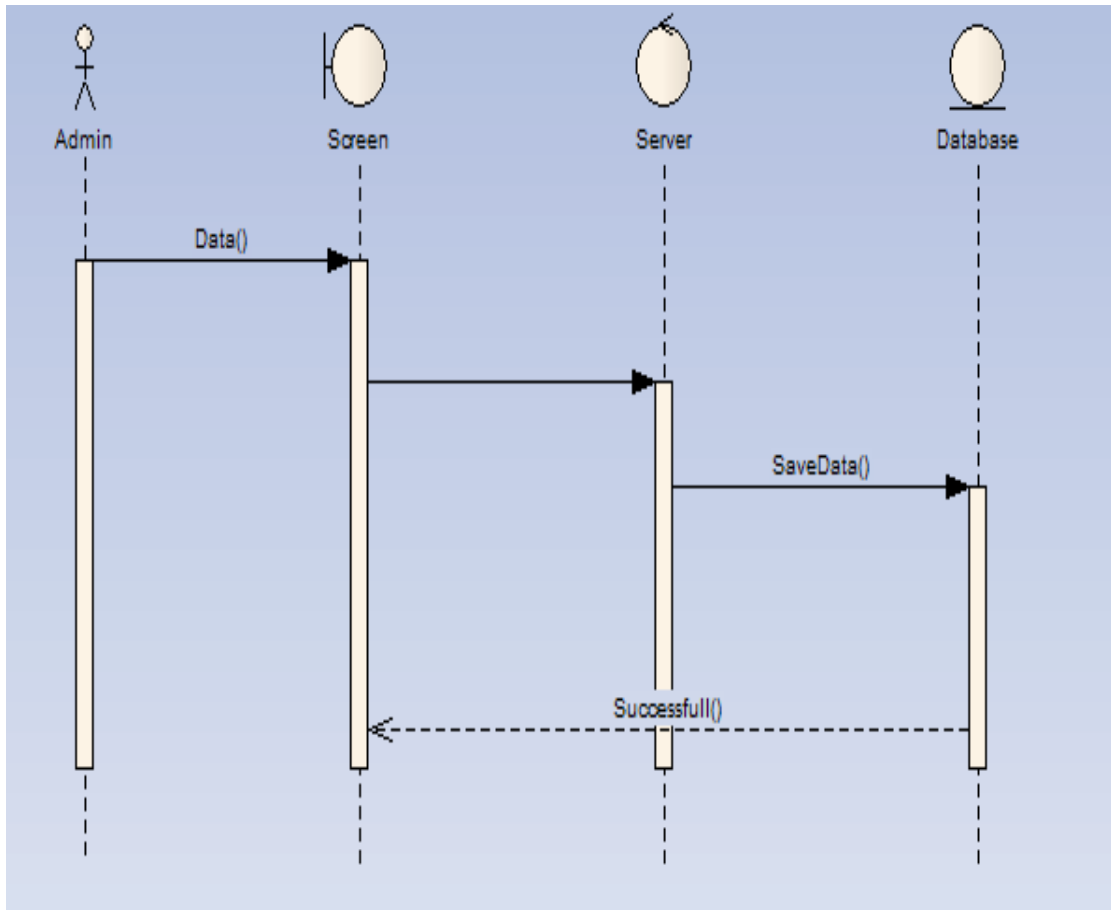 Admin
Screen
Server
Database
Data()
SaveData()
Successfull()